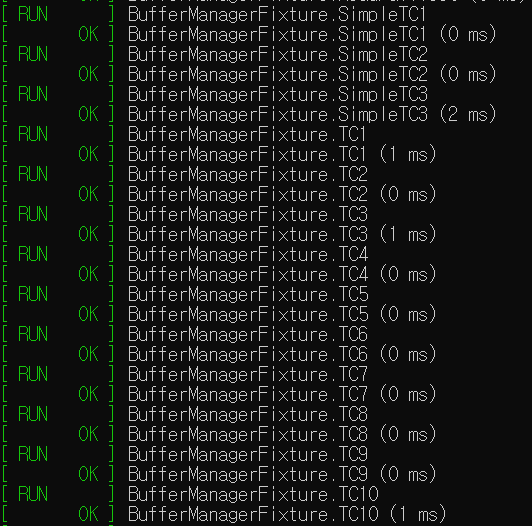 [ RUN      ] BufferManagerFixture.SimpleTC1
[       OK ] BufferManagerFixture.SimpleTC1 (0 ms)
[ RUN      ] BufferManagerFixture.SimpleTC2
[       OK ] BufferManagerFixture.SimpleTC2 (0 ms)
[ RUN      ] BufferManagerFixture.SimpleTC3
[       OK ] BufferManagerFixture.SimpleTC3 (2 ms)
[ RUN      ] BufferManagerFixture.TC1
[       OK ] BufferManagerFixture.TC1 (1 ms)
[ RUN      ] BufferManagerFixture.TC2
[       OK ] BufferManagerFixture.TC2 (0 ms)
[ RUN      ] BufferManagerFixture.TC3
[       OK ] BufferManagerFixture.TC3 (1 ms)
[ RUN      ] BufferManagerFixture.TC4
[       OK ] BufferManagerFixture.TC4 (0 ms)
[ RUN      ] BufferManagerFixture.TC5
[       OK ] BufferManagerFixture.TC5 (0 ms)
[ RUN      ] BufferManagerFixture.TC6
[       OK ] BufferManagerFixture.TC6 (0 ms)
[ RUN      ] BufferManagerFixture.TC7
[       OK ] BufferManagerFixture.TC7 (0 ms)
[ RUN      ] BufferManagerFixture.TC8
[       OK ] BufferManagerFixture.TC8 (0 ms)
[ RUN      ] BufferManagerFixture.TC9
[       OK ] BufferManagerFixture.TC9 (0 ms)
[ RUN      ] BufferManagerFixture.TC10
[       OK ] BufferManagerFixture.TC10 (1 ms)